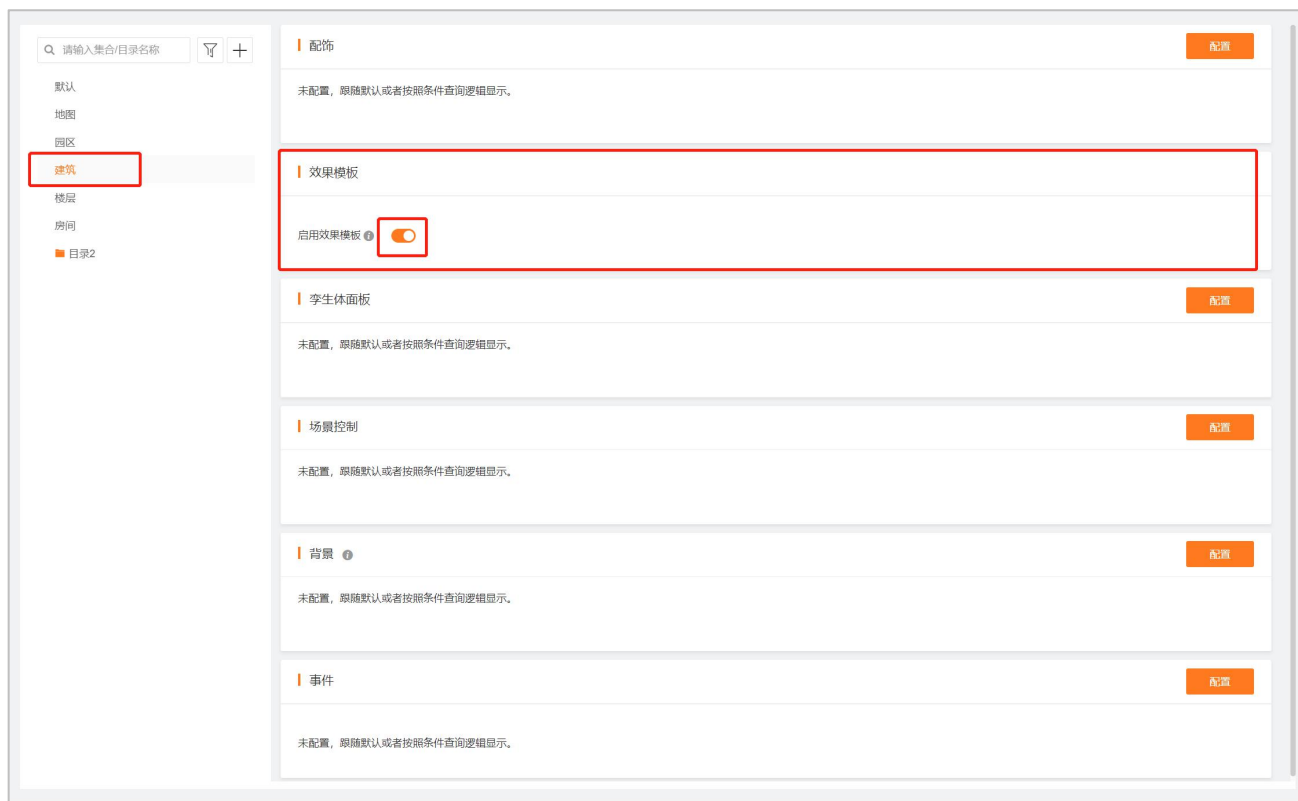 请输入集合/目录名称
默认
地图
园区
建筑
楼层
房间
目录2
配饰
配置
未配置，跟随默认或者按照条件查询逻辑显示。
效果模板
启用效果模板
孪生体面板
配置
未配置，跟随默认或者按照条件查询逻辑显示。
场景控制
配置
未配置，跟随默认或者按照条件查询逻辑显示。
背景
配置
未配置，跟随默认或者按照条件查询逻辑显示。
事件
配置
未配置，跟随默认或者按照条件查询逻辑显示。